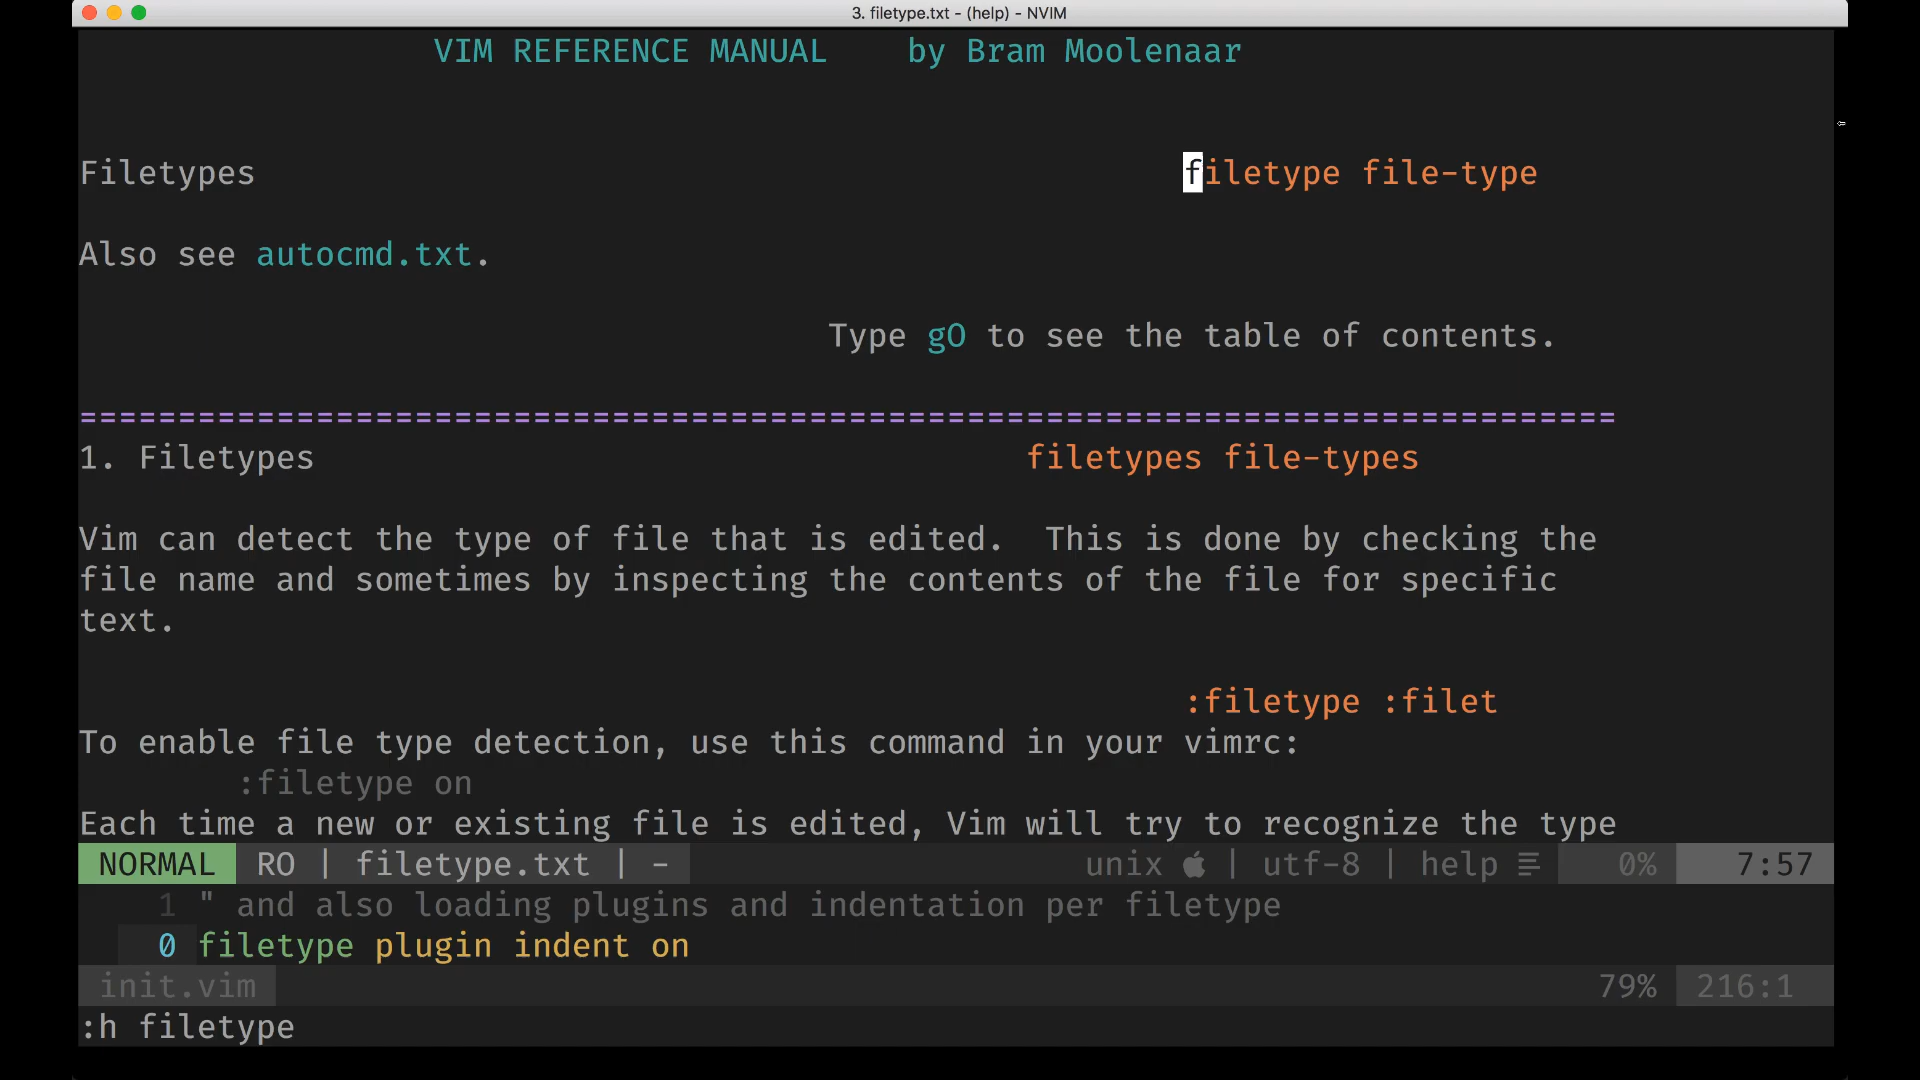 3. filetype.txt - (help) - NVIM
VIM REFERENCE MANUAL    by Bram Moolenaar
Filetypes filetype file-type
Also see autocmd.txt.
Type gO to see the table of contents.
==============================================================================
1. Filetypes filetypes file-types
Vim can detect the type of file that is edited.  This is done by checking the
file name and sometimes by inspecting the contents of the file for specific
text.
:filetype :filet
To enable file type detection, use this command in your vimrc:
:filetype on
Each time a new or existing file is edited, Vim will try to recognize the type
NORMAL RO | filetype.txt | - unix | utf-8 | help 0% 7:57
1 " and also loading plugins and indentation per filetype
0 filetype plugin indent on
init.vim 79% 216:1
:h filetype